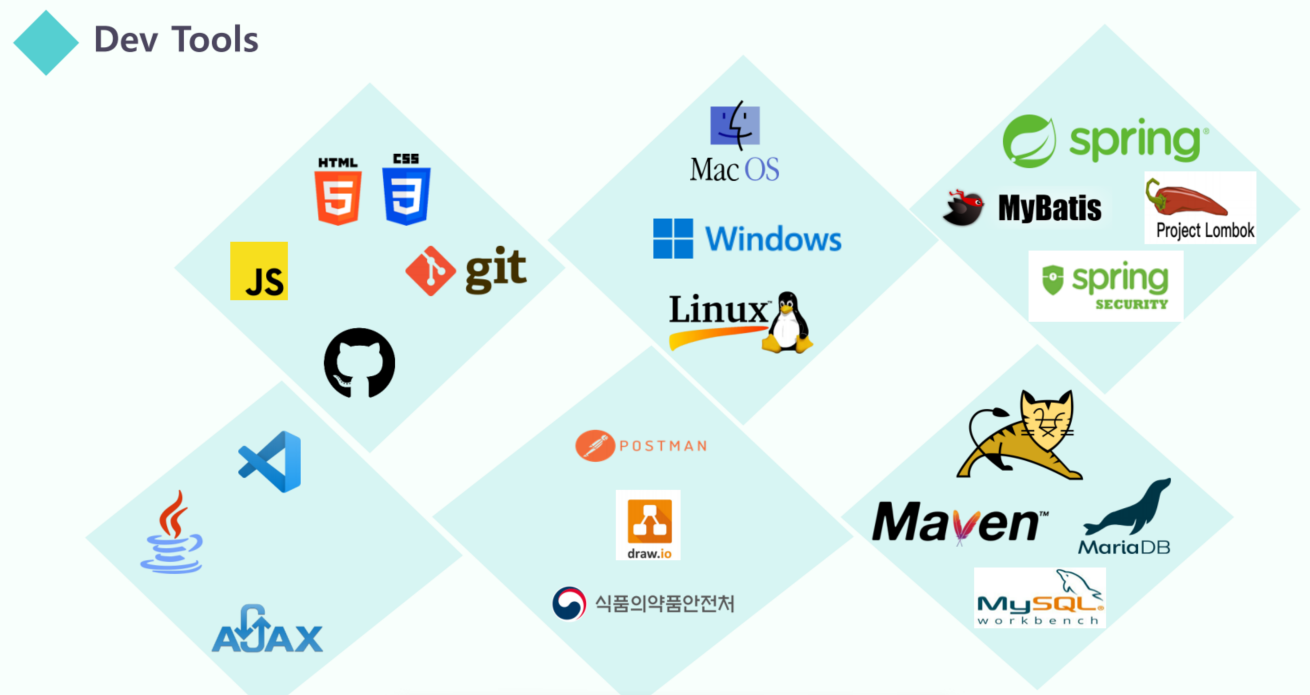 Dev Tools
HTML
5
CSS
3
JS
git
Mac OS
Windows
Linux™
spring®
MyBatis
Project Lombok
spring
SECURITY
POSTMAN
draw.io
식품의약품안전처
AJAX
Maven™
MariaDB
MySQL®
workbench